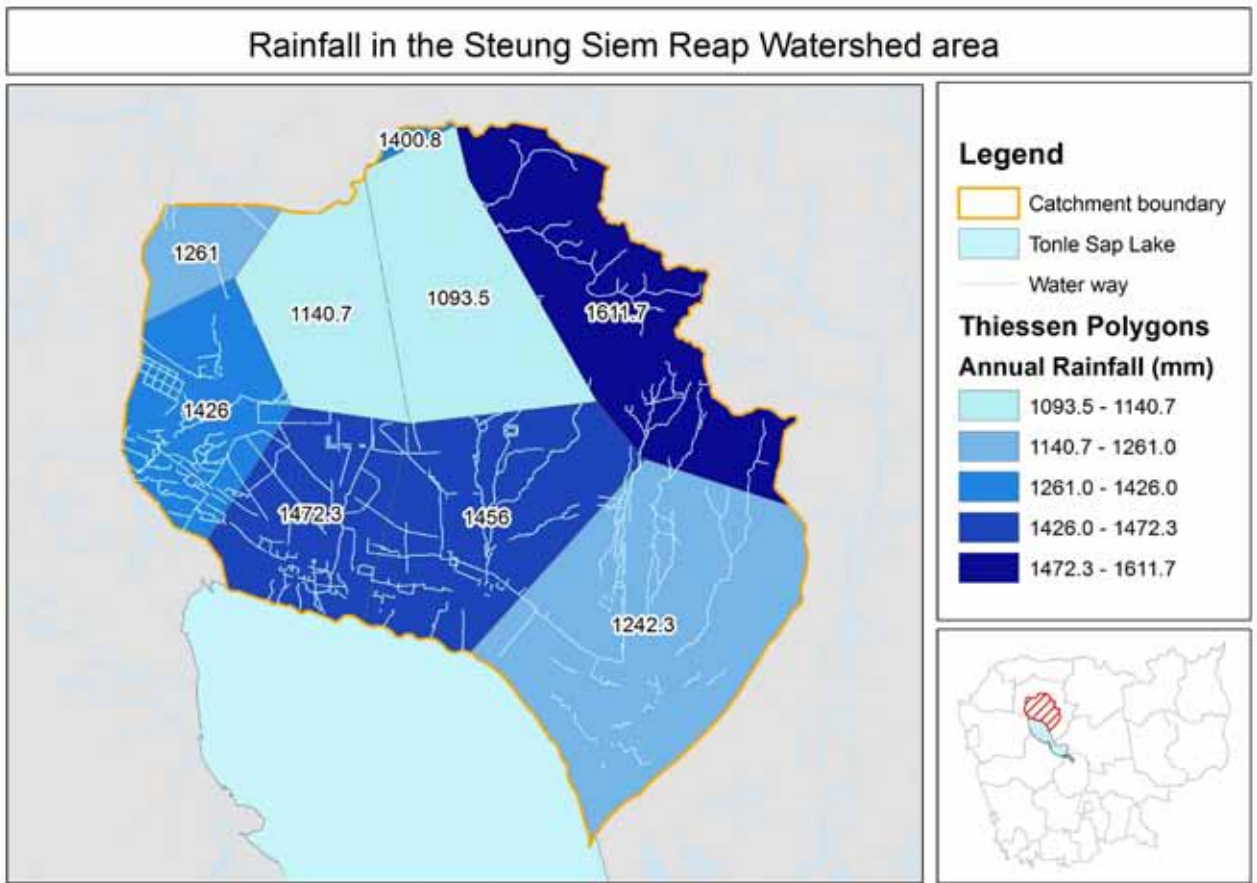 Rainfall in the Steung Siem Reap Watershed area
1400.8
1261
1140.7
1093.5
1611.7
1426
1472.3
1456
1242.3
Legend
Catchment boundary
Tonle Sap Lake
Water way
Thiessen Polygons
Annual Rainfall (mm)
1093.5 - 1140.7
1140.7 - 1261.0
1261.0 - 1426.0
1426.0 - 1472.3
1472.3 - 1611.7